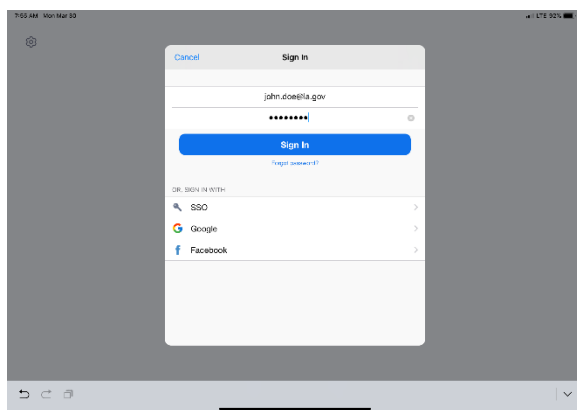 7:55 AM Mon Mar 30
LTE 92%
Cancel
Sign In
john.doe@la.gov
••••••••
Sign In
Forgot password?
OR, SIGN IN WITH
SSO
Google
Facebook